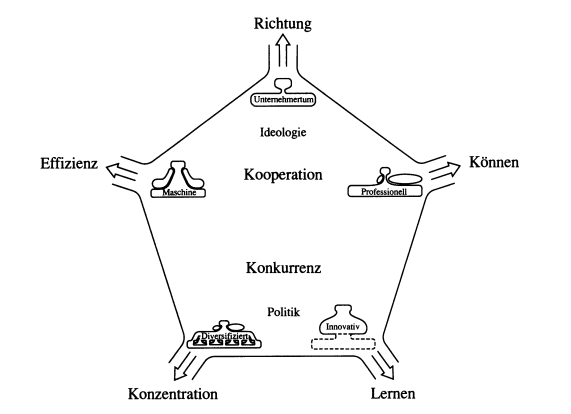 Richtung
Unternehmertum
Ideologie
Effizienz
Kooperation
Können
Maschine
Professionell
Konkurrenz
Politik
Diversifiziert
Innovativ
Konzentration
Lernen